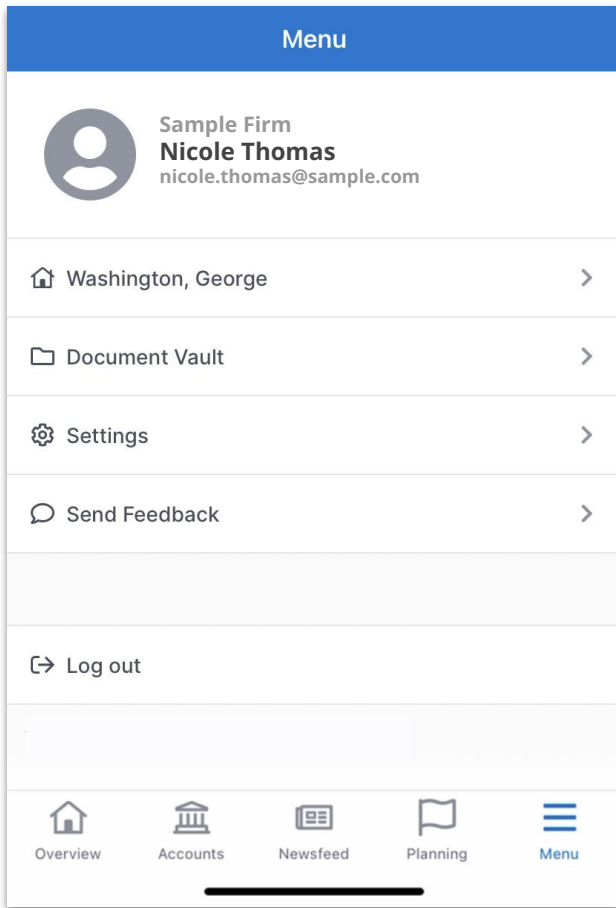 Menu
Sample Firm
Nicole Thomas
nicole.thomas@sample.com
Washington, George
Document Vault
Settings
Send Feedback
Log out
Overview Accounts Newsfeed Planning Menu